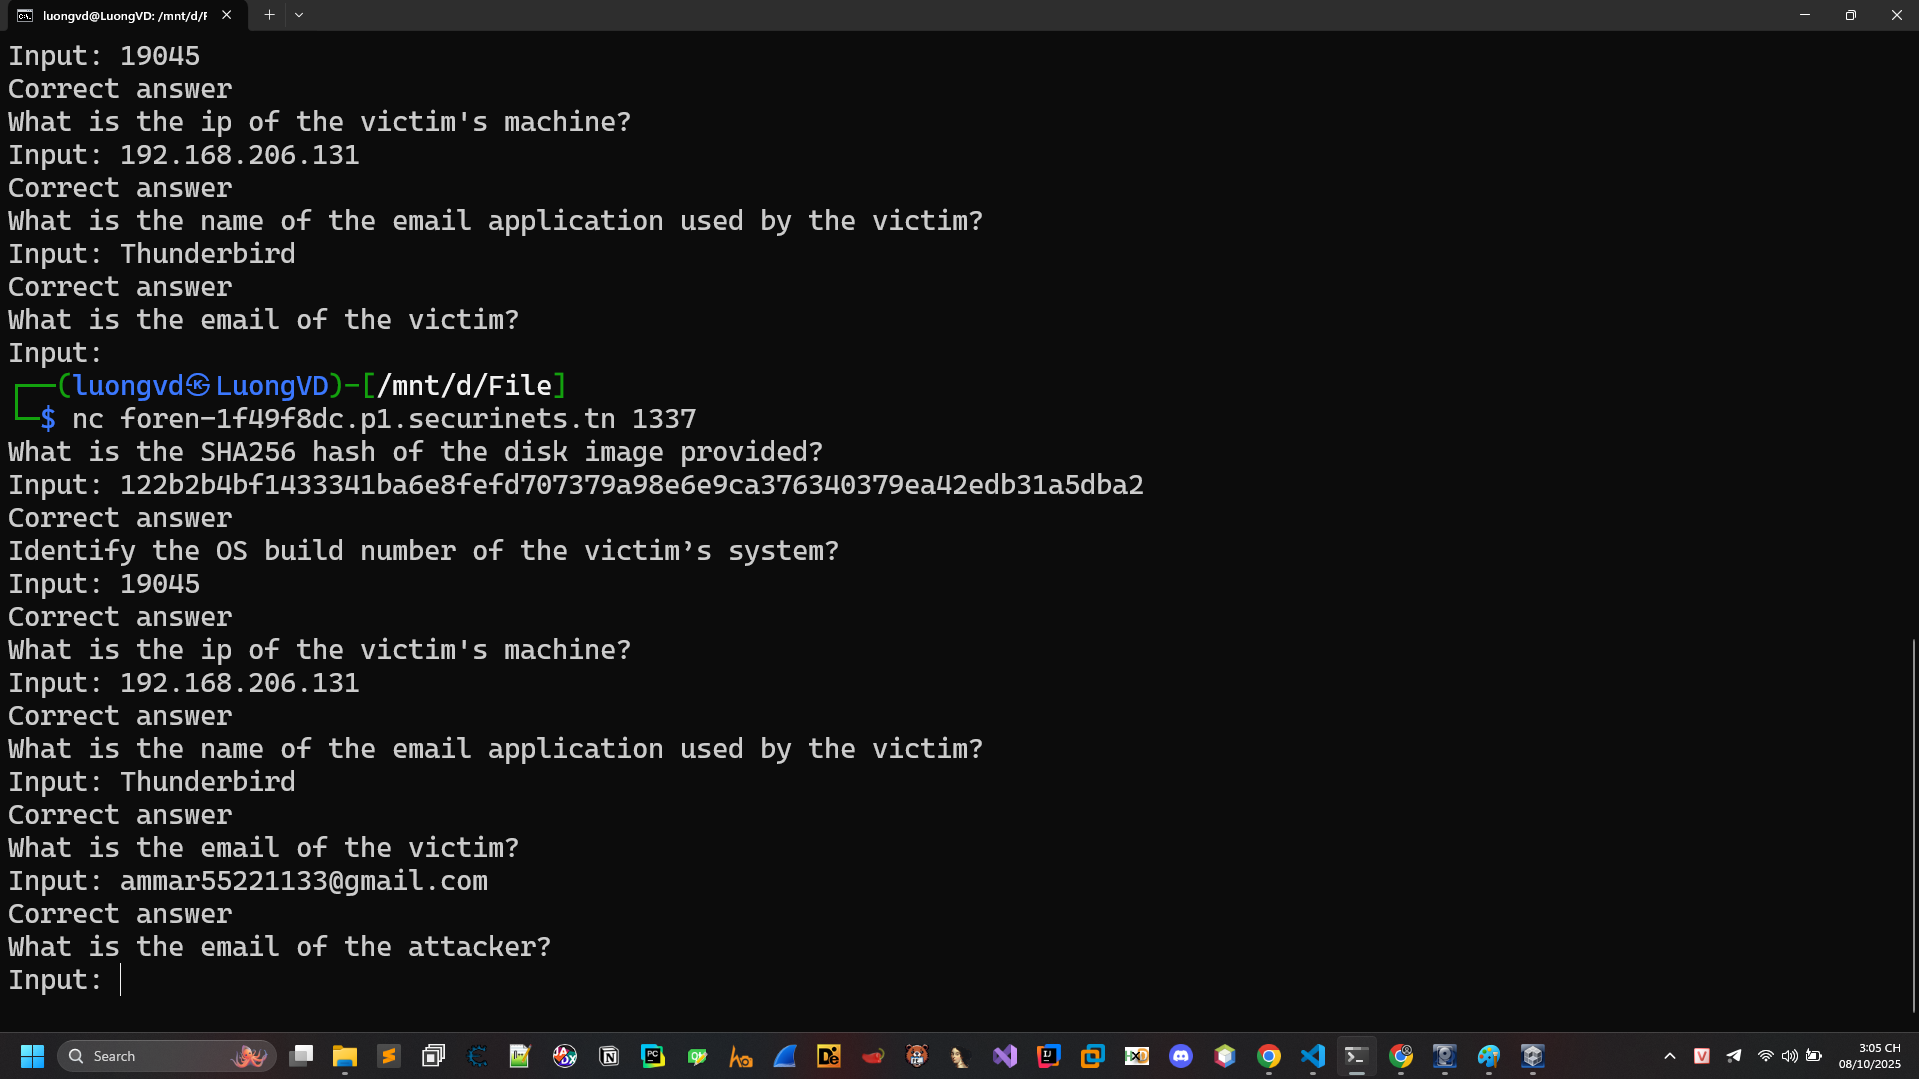 luongvd@LuongVD: /mnt/d/F
Input: 19045
Correct answer
What is the ip of the victim's machine?
Input: 192.168.206.131
Correct answer
What is the name of the email application used by the victim?
Input: Thunderbird
Correct answer
What is the email of the victim?
Input:
(luongvd㉿LuongVD)-[/mnt/d/File]
$ nc foren-1f49f8dc.p1.securinets.tn 1337
What is the SHA256 hash of the disk image provided?
Input: 122b2b4bf1433341ba6e8fefd707379a98e6e9ca376340379ea42edb31a5dba2
Correct answer
Identify the OS build number of the victim’s system?
Input: 19045
Correct answer
What is the ip of the victim's machine?
Input: 192.168.206.131
Correct answer
What is the name of the email application used by the victim?
Input: Thunderbird
Correct answer
What is the email of the victim?
Input: ammar55221133@gmail.com
Correct answer
What is the email of the attacker?
Input:
Search
3:05 CH
08/10/2025